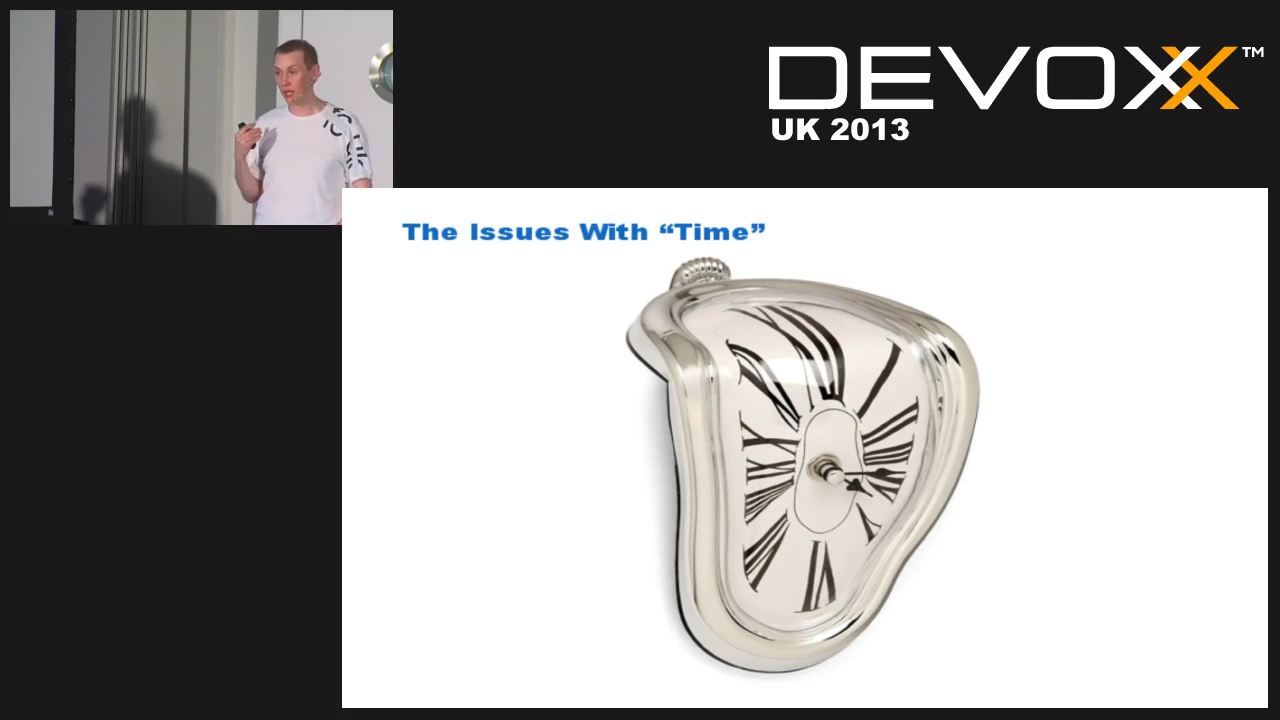 DEVOXX™
UK 2013
The Issues With “Time”